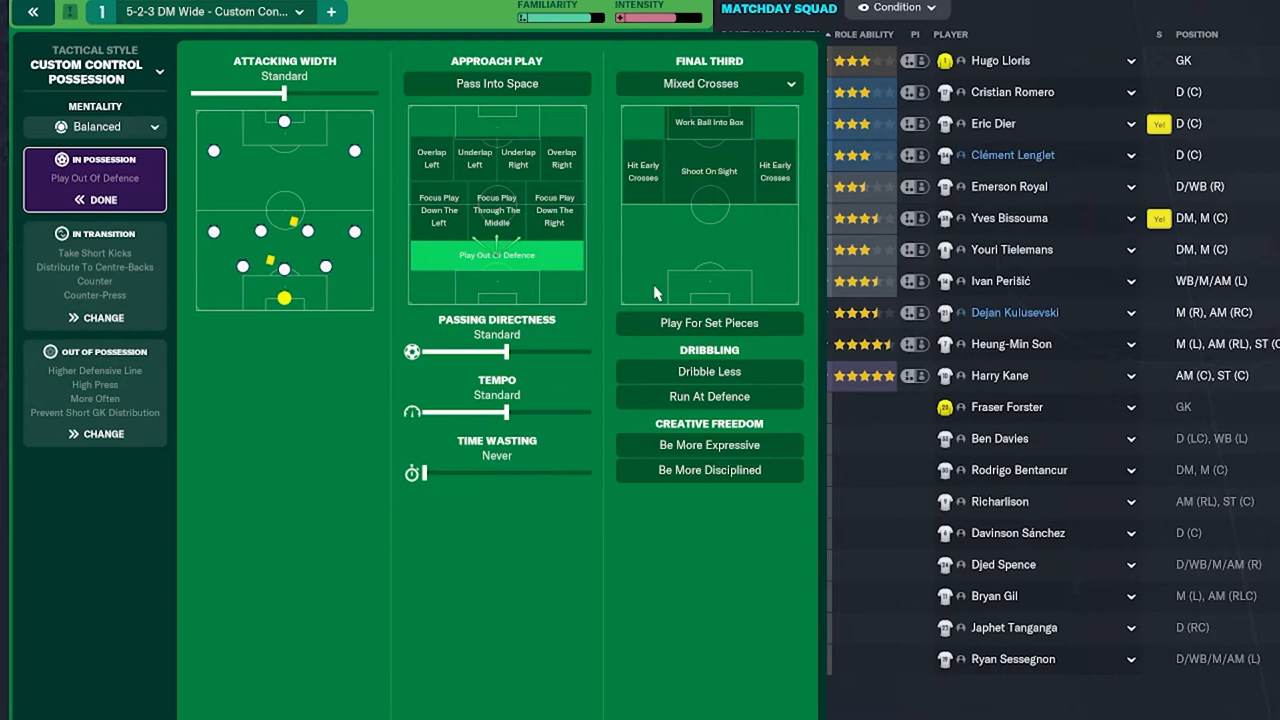 1 5-2-3 DM Wide - Custom Con...
FAMILIARITY
INTENSITY
MATCHDAY SQUAD
Condition
TACTICAL STYLE
CUSTOM CONTROL
POSSESSION
MENTALITY
Balanced
IN POSSESSION
Play Out Of Defence
DONE
IN TRANSITION
Take Short Kicks
Distribute To Centre-Backs
Counter
Counter-Press
CHANGE
OUT OF POSSESSION
Higher Defensive Line
High Press
More Often
Prevent Short GK Distribution
CHANGE
ATTACKING WIDTH
Standard
APPROACH PLAY
Pass Into Space
Overlap
Left
Underlap
Left
Underlap
Right
Overlap
Right
Focus Play
Down The
Left
Focus Play
Through The
Middle
Focus Play
Down The
Right
Play Out Of Defence
PASSING DIRECTNESS
Standard
TEMPO
Standard
TIME WASTING
Never
FINAL THIRD
Mixed Crosses
Work Ball Into Box
Hit Early
Crosses
Shoot On Sight
Hit Early
Crosses
Play For Set Pieces
DRIBBLING
Dribble Less
Run At Defence
CREATIVE FREEDOM
Be More Expressive
Be More Disciplined
ROLE ABILITY PI PLAYER S POSITION
Hugo Lloris GK
Cristian Romero D (C)
Eric Dier Yel D (C)
Clément Lenglet D (C)
Emerson Royal D/WB (R)
Yves Bissouma Yel DM, M (C)
Youri Tielemans DM, M (C)
Ivan Perišić WB/M/AM (L)
Dejan Kulusevski M (R), AM (RC)
Heung-Min Son M (L), AM (RL), ST (C
Harry Kane AM (C), ST (C)
Fraser Forster GK
Ben Davies D (LC), WB (L)
Rodrigo Bentancur DM, M (C)
Richarlison AM (RL), ST (C)
Davinson Sánchez D (C)
Djed Spence D/WB/M/AM (R)
Bryan Gil M (L), AM (RLC)
Japhet Tanganga D (RC)
Ryan Sessegnon D/WB/M/AM (L)